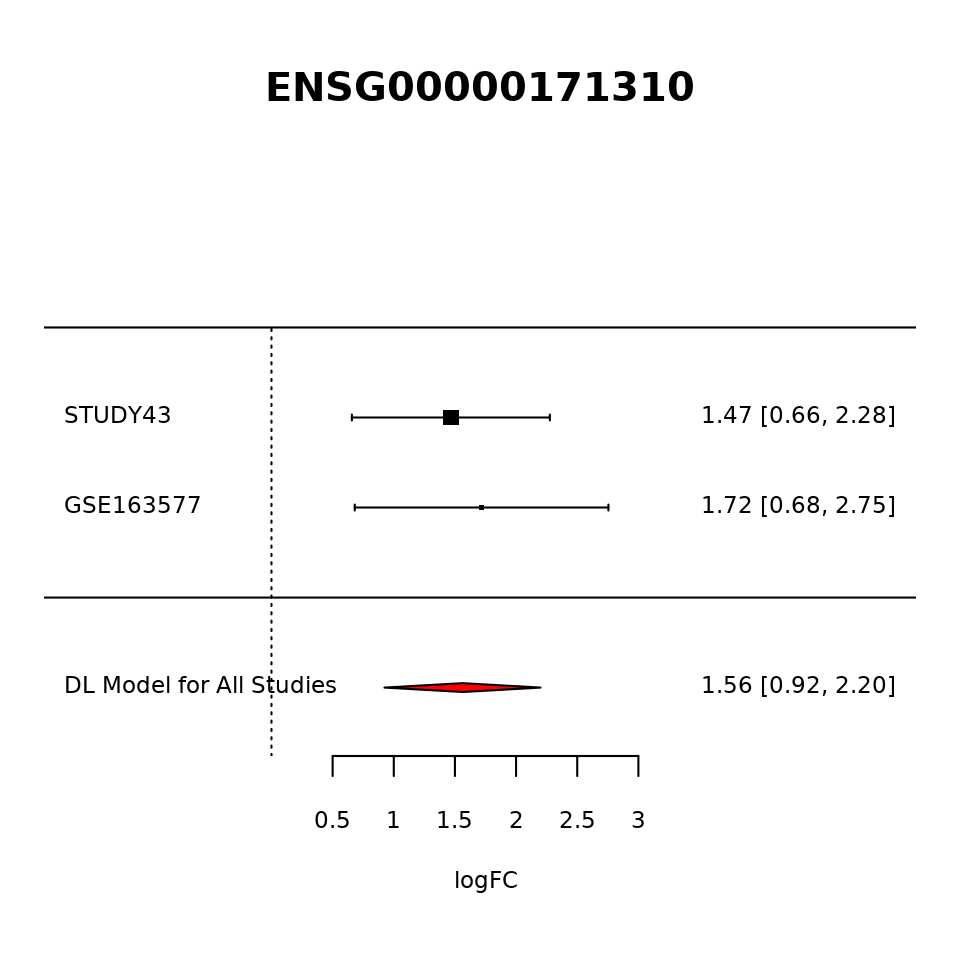 ENSG00000171310
STUDY43 1.47 [0.66, 2.28]
GSE163577 1.72 [0.68, 2.75]
DL Model for All Studies 1.56 [0.92, 2.20]
0.5 1 1.5 2 2.5 3
logFC